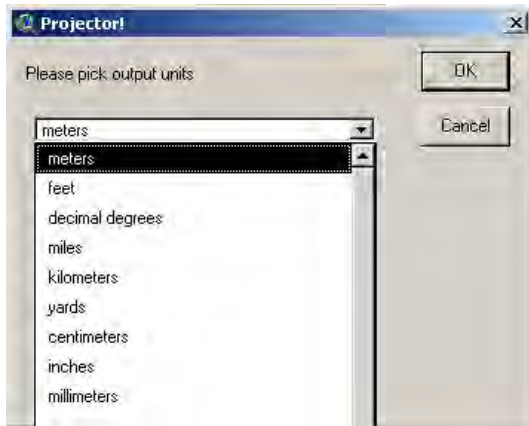 Projector!
Please pick output units
OK
Cancel
meters
meters
feet
decimal degrees
miles
kilometers
yards
centimeters
inches
millimeters